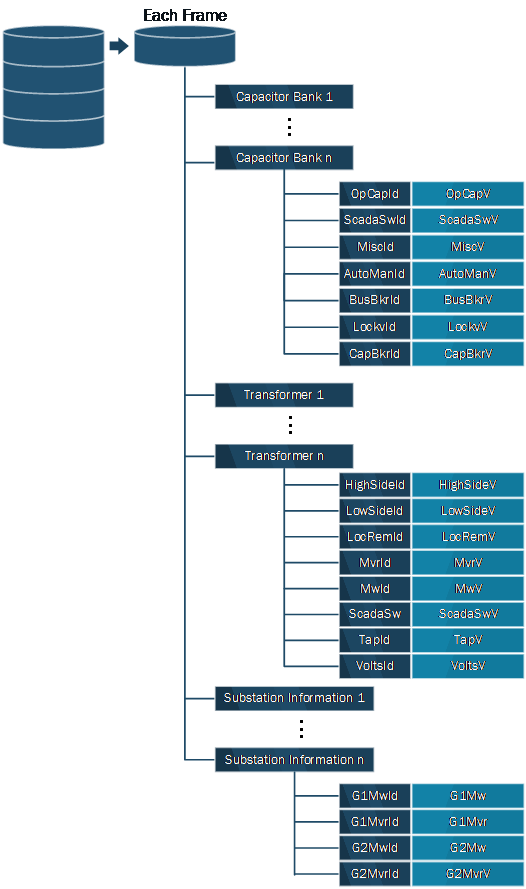 Each Frame
Capacitor Bank 1
Capacitor Bank n
OpCapId OpCapV
ScadaSwId ScadaSwV
MiscId MiscV
AutoManId AutoManV
BusBkrId BusBkrV
LockvId LockvV
CapBkrId CapBkrV
Transformer 1
Transformer n
HighSideId HighSideV
LowSideId LowSideV
LocRemId LocRemV
MvrId MvrV
MwId MwV
ScadaSw ScadaSwV
TapId TapV
VoltsId VoltsV
Substation Information 1
Substation Information n
G1MwId G1Mw
G1MvrId G1Mvr
G2MwId G2Mw
G2MvrId G2MvrV